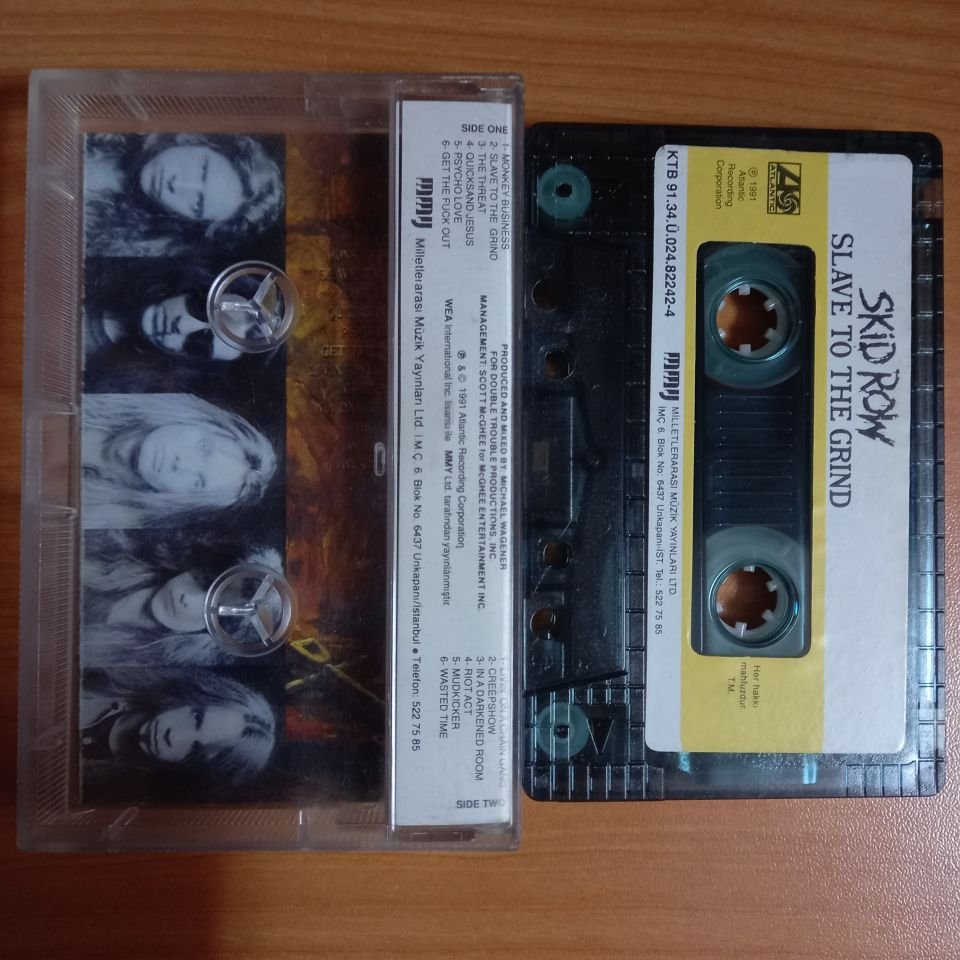 SIDE ONE
1- MONKEY BUSINESS
2- SLAVE TO THE GRIND
3- THE THREAT
4- QUICKSAND JESUS
5- PSYCHO LOVE
6- GET THE FUCK OUT
PRODUCED AND MIXED BY: MICHAEL WAGENER
FOR DOUBLE TROUBLE PRODUCTIONS, INC.
MANAGEMENT: SCOTT McGHEE for McGHEE ENTERTAINMENT INC.
℗ & © 1991 Atlantic Recording Corporation
WEA International Inc. lisansı ile MMY Ltd. tarafından yayınlanmıştır.
SIDE TWO
ON A CHAIN GANG
2- CREEPSHOW
3- IN A DARKENED ROOM
4- RIOT ACT
5- MUDKICKER
6- WASTED TIME
MMY Milletlerarası Müzik Yayınları Ltd. İ.M.Ç. 6. Blok No. 6437 Unkapanı/İstanbul ● Telefon: 522 75 85
SKID ROW
SLAVE TO THE GRIND
ATLANTIC
℗ 1991
Atlantic
Recording
Corporation
KTB 91.34.Ü.024.82242-4
Her hakkı
mahfuzdur.
T.M.
MMY MİLLETLERARASI MÜZİK YAYINLARI LTD.
İMÇ 6. Blok No: 6437 Unkapanı-İST. Tel.: 522 75 85